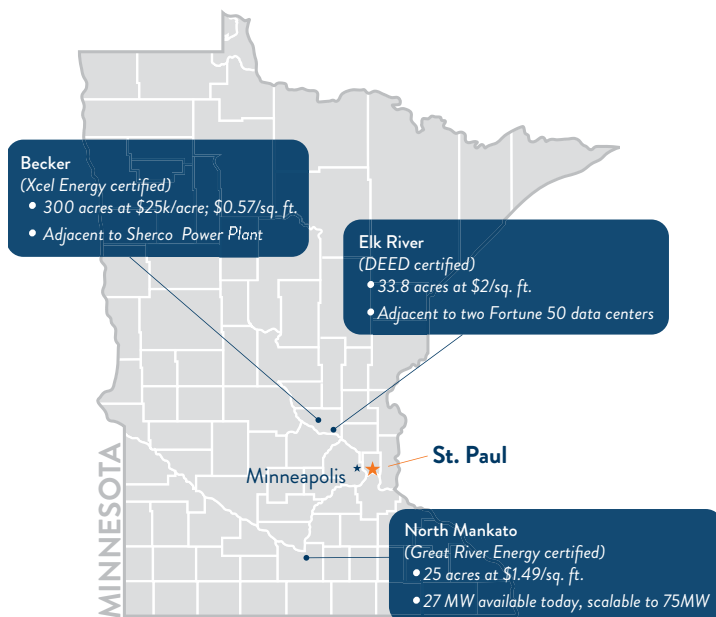 Becker
(Xcel Energy certified)
• 300 acres at $25k/acre; $0.57/sq. ft.
• Adjacent to Sherco Power Plant
Elk River
(DEED certified)
• 33.8 acres at $2/sq. ft.
• Adjacent to two Fortune 50 data centers
St. Paul
Minneapolis
MINNESOTA
North Mankato
(Great River Energy certified)
• 25 acres at $1.49/sq. ft.
• 27 MW available today, scalable to 75MW